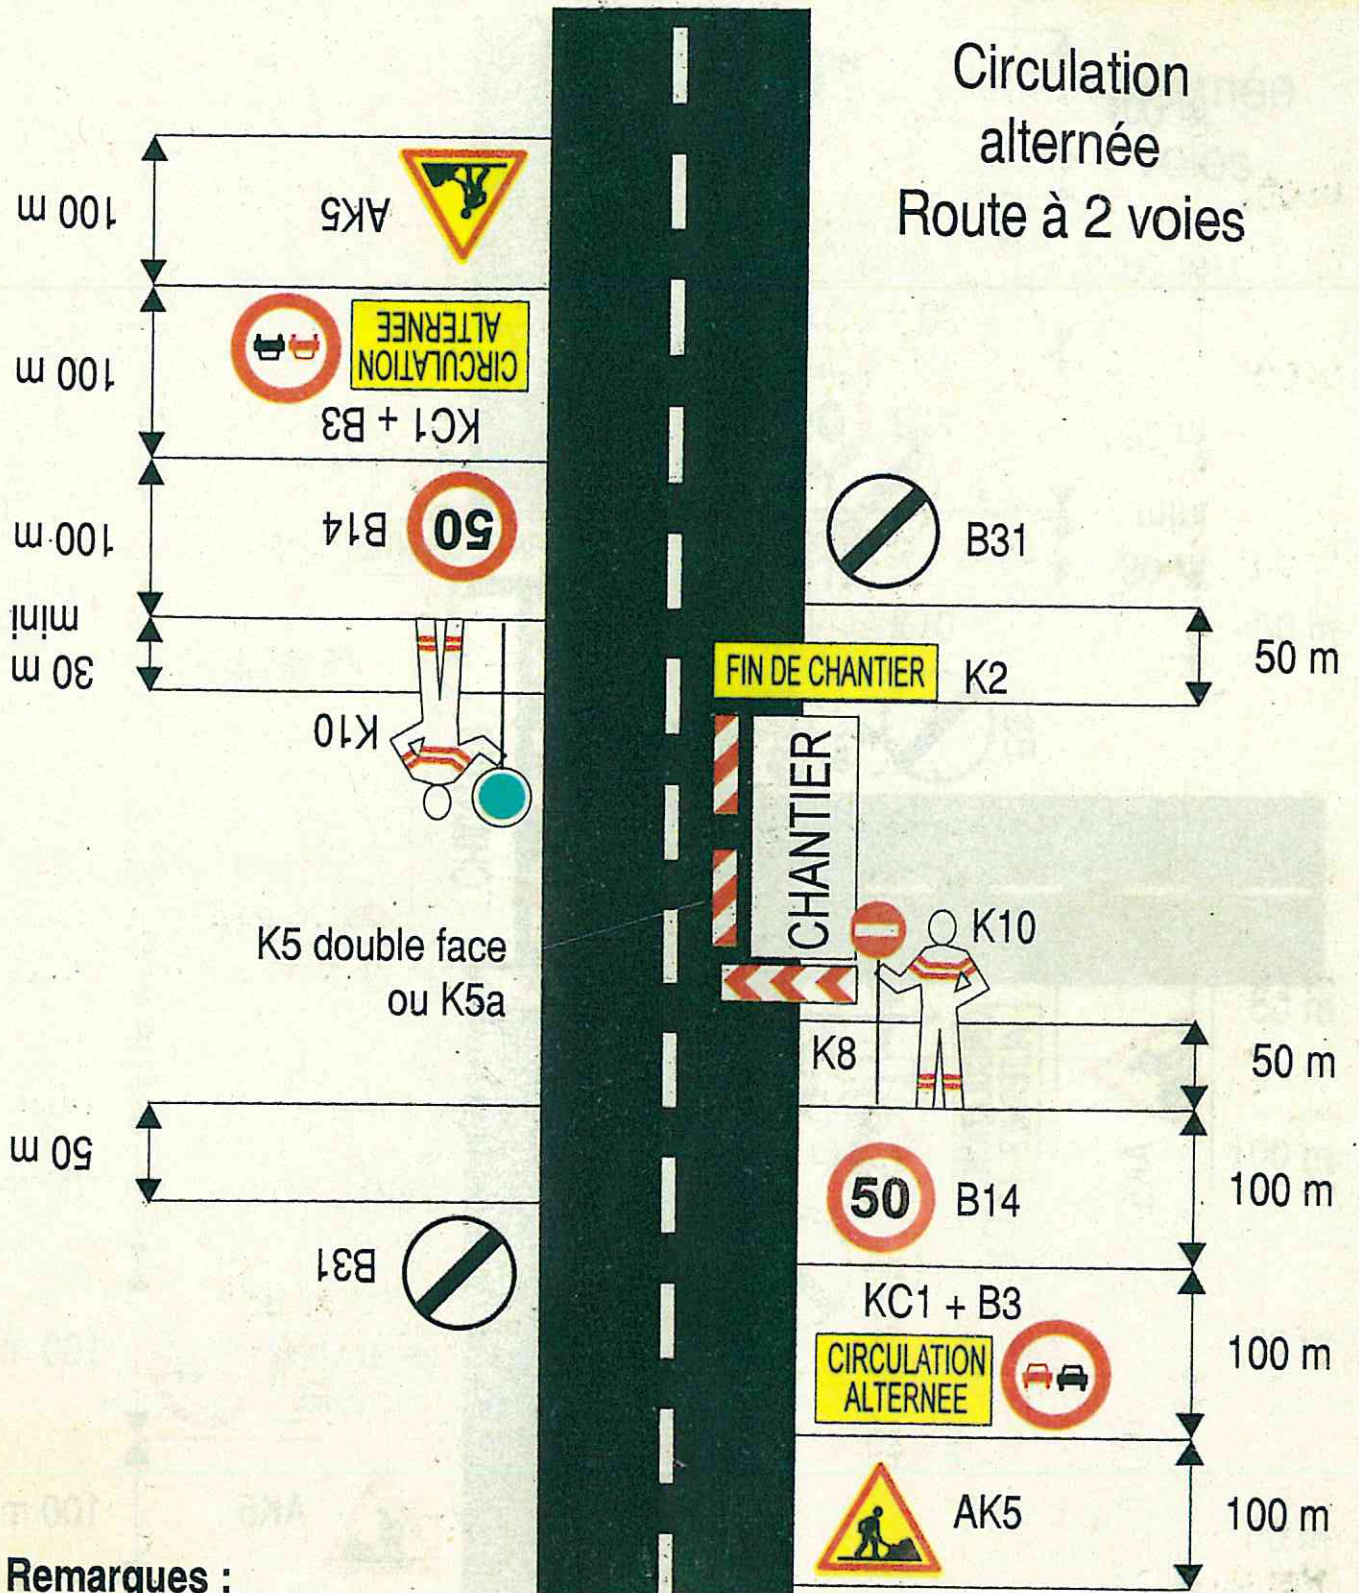 Circulation
alternée
Route à 2 voies
100 m
AK5
100 m
CIRCULATION
ALTERNEE
KC1 + B3
100 m
B14
50
mini
30 m
K10
B31
50 m
FIN DE CHANTIER
K2
CHANTIER
K10
K5 double face
ou K5a
K8
50 m
50 m
B31
50
B14
100 m
KC1 + B3
CIRCULATION
ALTERNEE
100 m
AK5
100 m
Remarques :